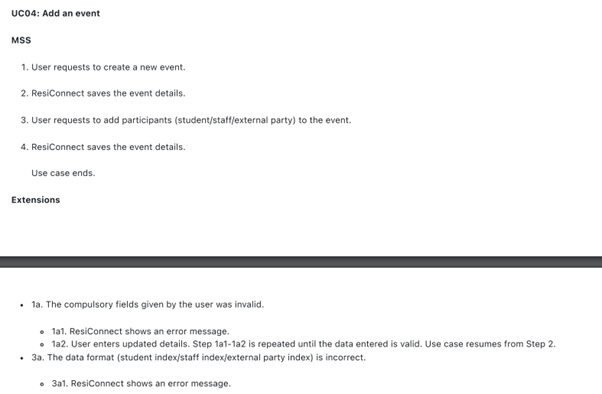 UC04: Add an event
MSS
1. User requests to create a new event.
2. ResiConnect saves the event details.
3. User requests to add participants (student/staff/external party) to the event.
4. ResiConnect saves the event details.
Use case ends.
Extensions
• 1a. The compulsory fields given by the user was invalid.
◦ 1a1. ResiConnect shows an error message.
◦ 1a2. User enters updated details. Step 1a1-1a2 is repeated until the data entered is valid. Use case resumes from Step 2.
• 3a. The data format (student index/staff index/external party index) is incorrect.
◦ 3a1. ResiConnect shows an error message.